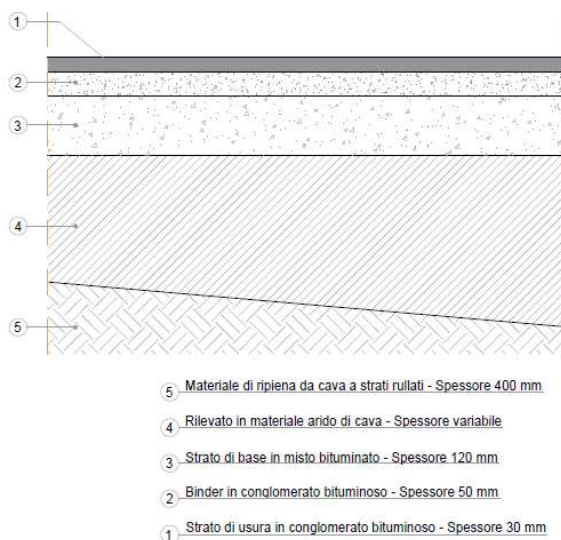 1
2
3
4
5
5 Materiale di ripiena da cava a strati rullati - Spessore 400 mm
4 Rilevato in materiale arido di cava - Spessore variabile
3 Strato di base in misto bituminato - Spessore 120 mm
2 Binder in conglomerato bituminoso - Spessore 50 mm
1 Strato di usura in conglomerato bituminoso - Spessore 30 mm